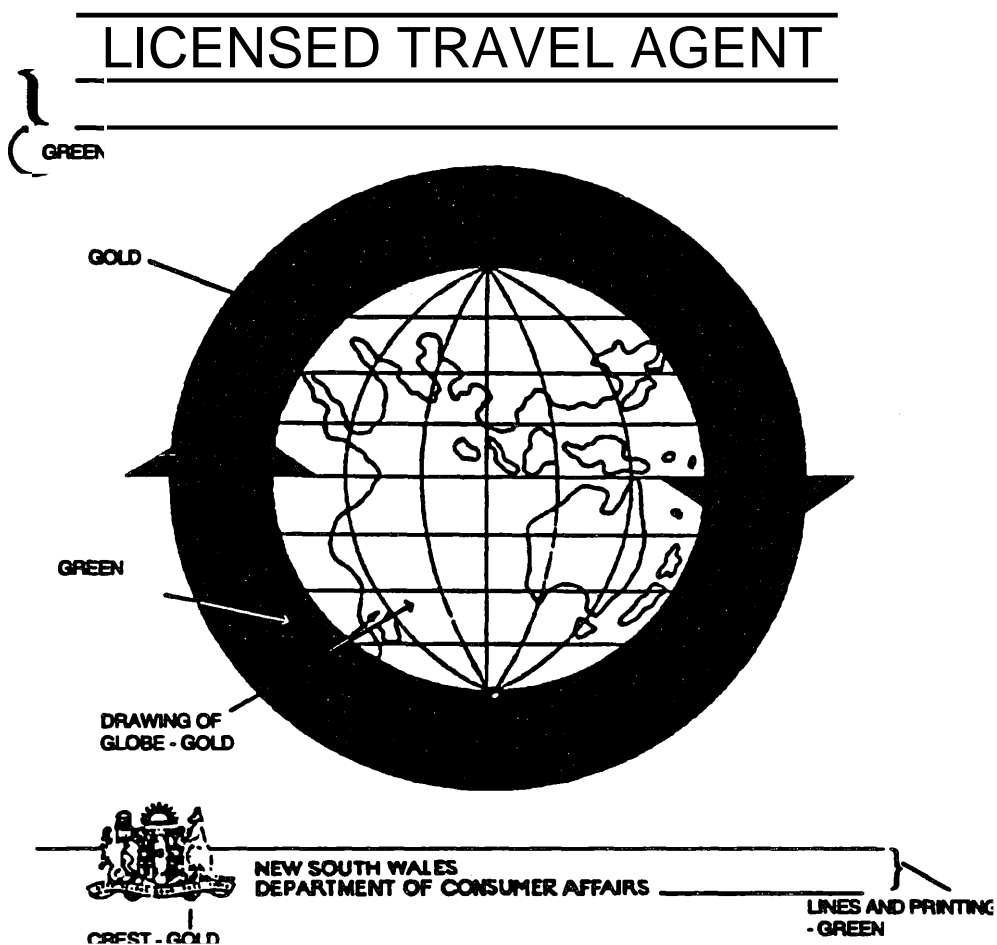 LICENSED TRAVEL AGENT
GREEN
GOLD
GREEN
DRAWING OF
GLOBE - GOLD
NEW SOUTH WALES
DEPARTMENT OF CONSUMER AFFAIRS
LINES AND PRINTING
- GREEN
CREST - GOLD